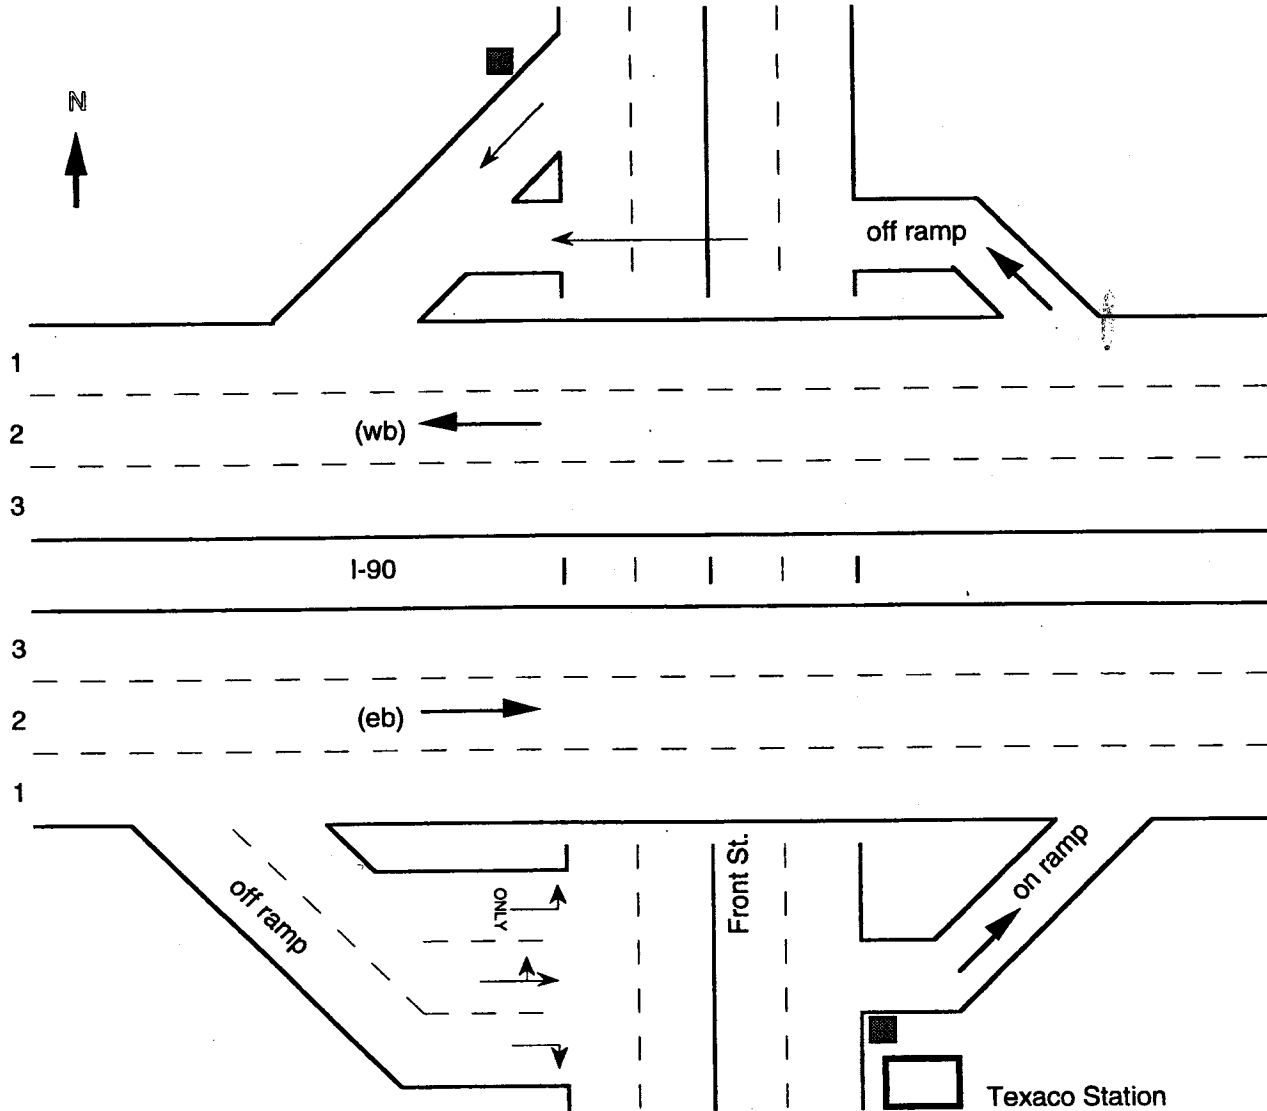 N
off ramp
1
2
(wb)
3
I-90
3
2
(eb)
1
Front St.
on ramp
off ramp
ONLY
Texaco Station